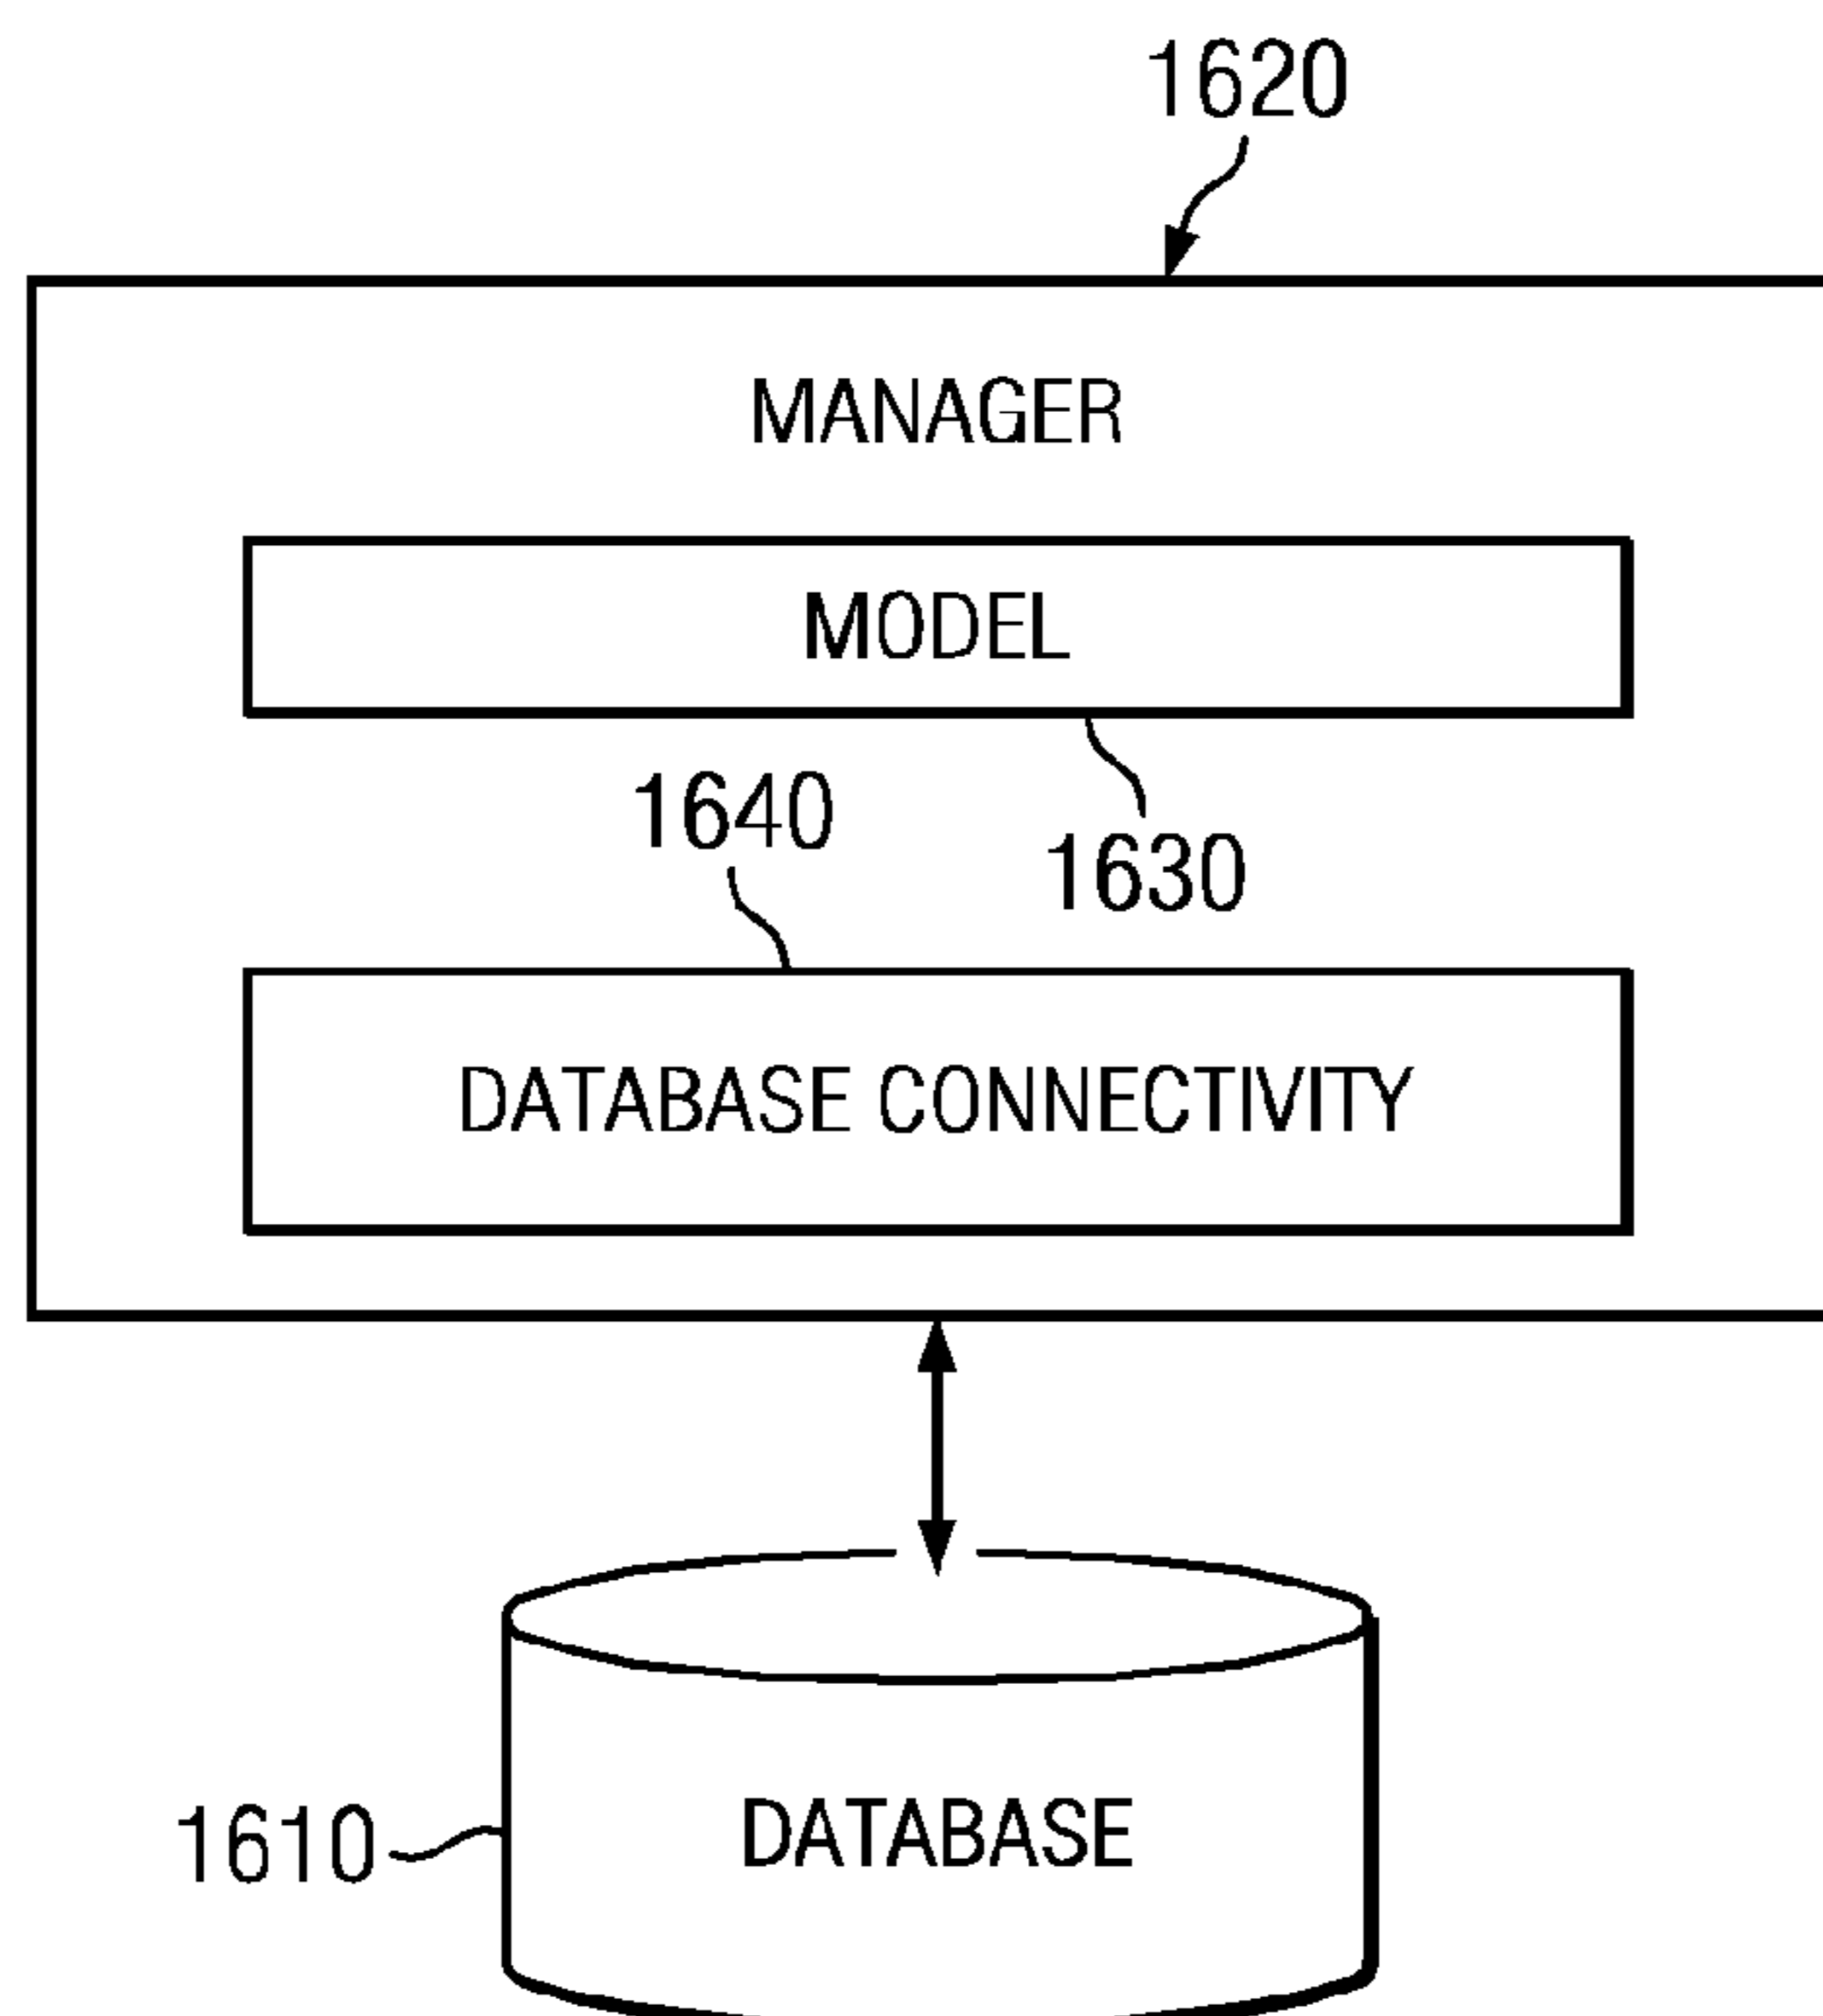 1620
MANAGER
MODEL
1640
1630
DATABASE CONNECTIVITY
1610
DATABASE